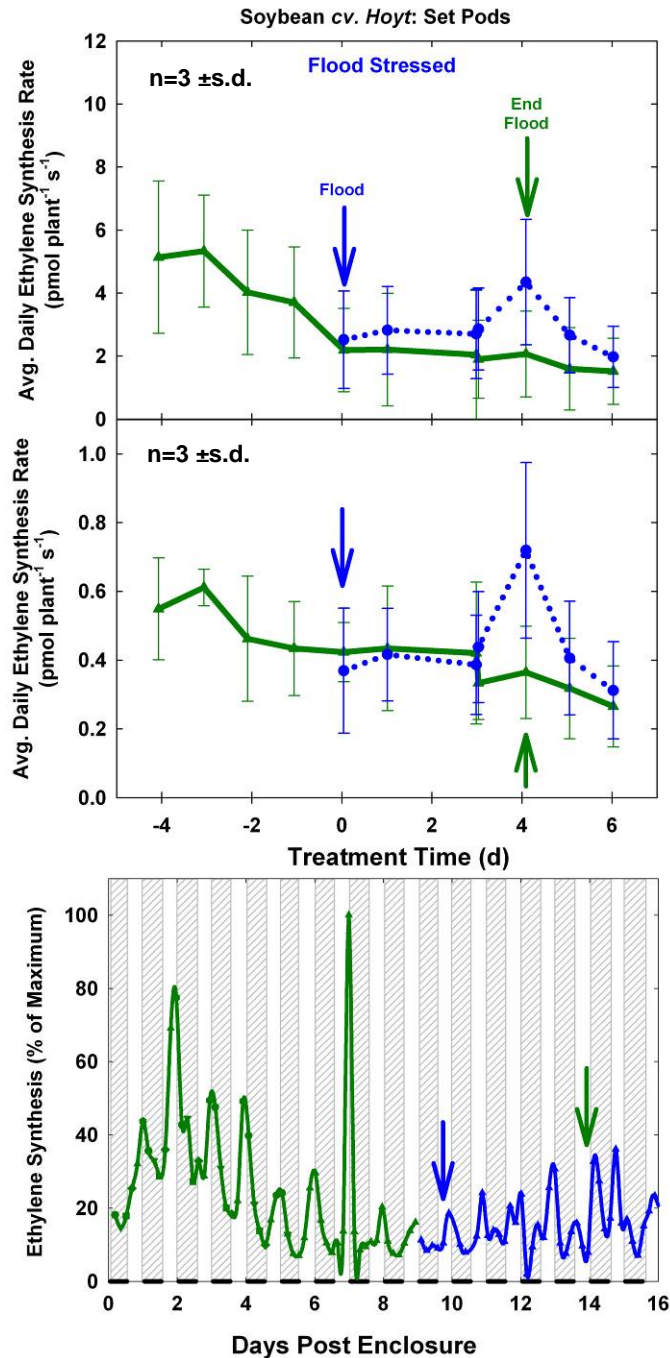 Soybean cv. Hoyt: Set Pods
12
10
8
6
4
2
0
Avg. Daily Ethylene Synthesis Rate
(pmol plant-1 s-1)
n=3 ±s.d.
Flood Stressed
Flood
End
Flood
1.0
0.8
0.6
0.4
0.2
0.0
Avg. Daily Ethylene Synthesis Rate
(pmol plant-1 s-1)
n=3 ±s.d.
-4 -2 0 2 4 6
Treatment Time (d)
100
80
60
40
20
0
Ethylene Synthesis (% of Maximum)
0 2 4 6 8 10 12 14 16
Days Post Enclosure